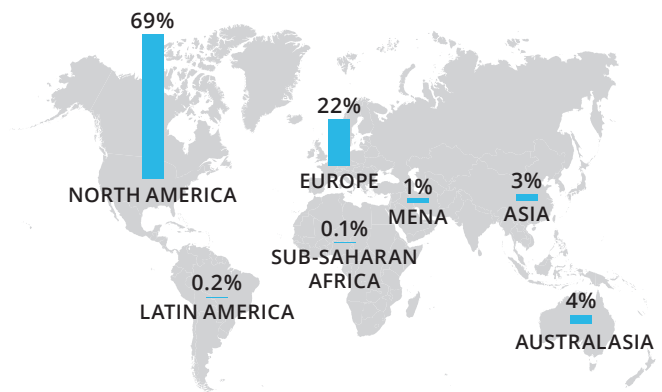 69%
NORTH AMERICA
22%
EUROPE
1%
MENA
3%
ASIA
0.1%
SUB-SAHARAN
AFRICA
0.2%
LATIN AMERICA
4%
AUSTRALASIA